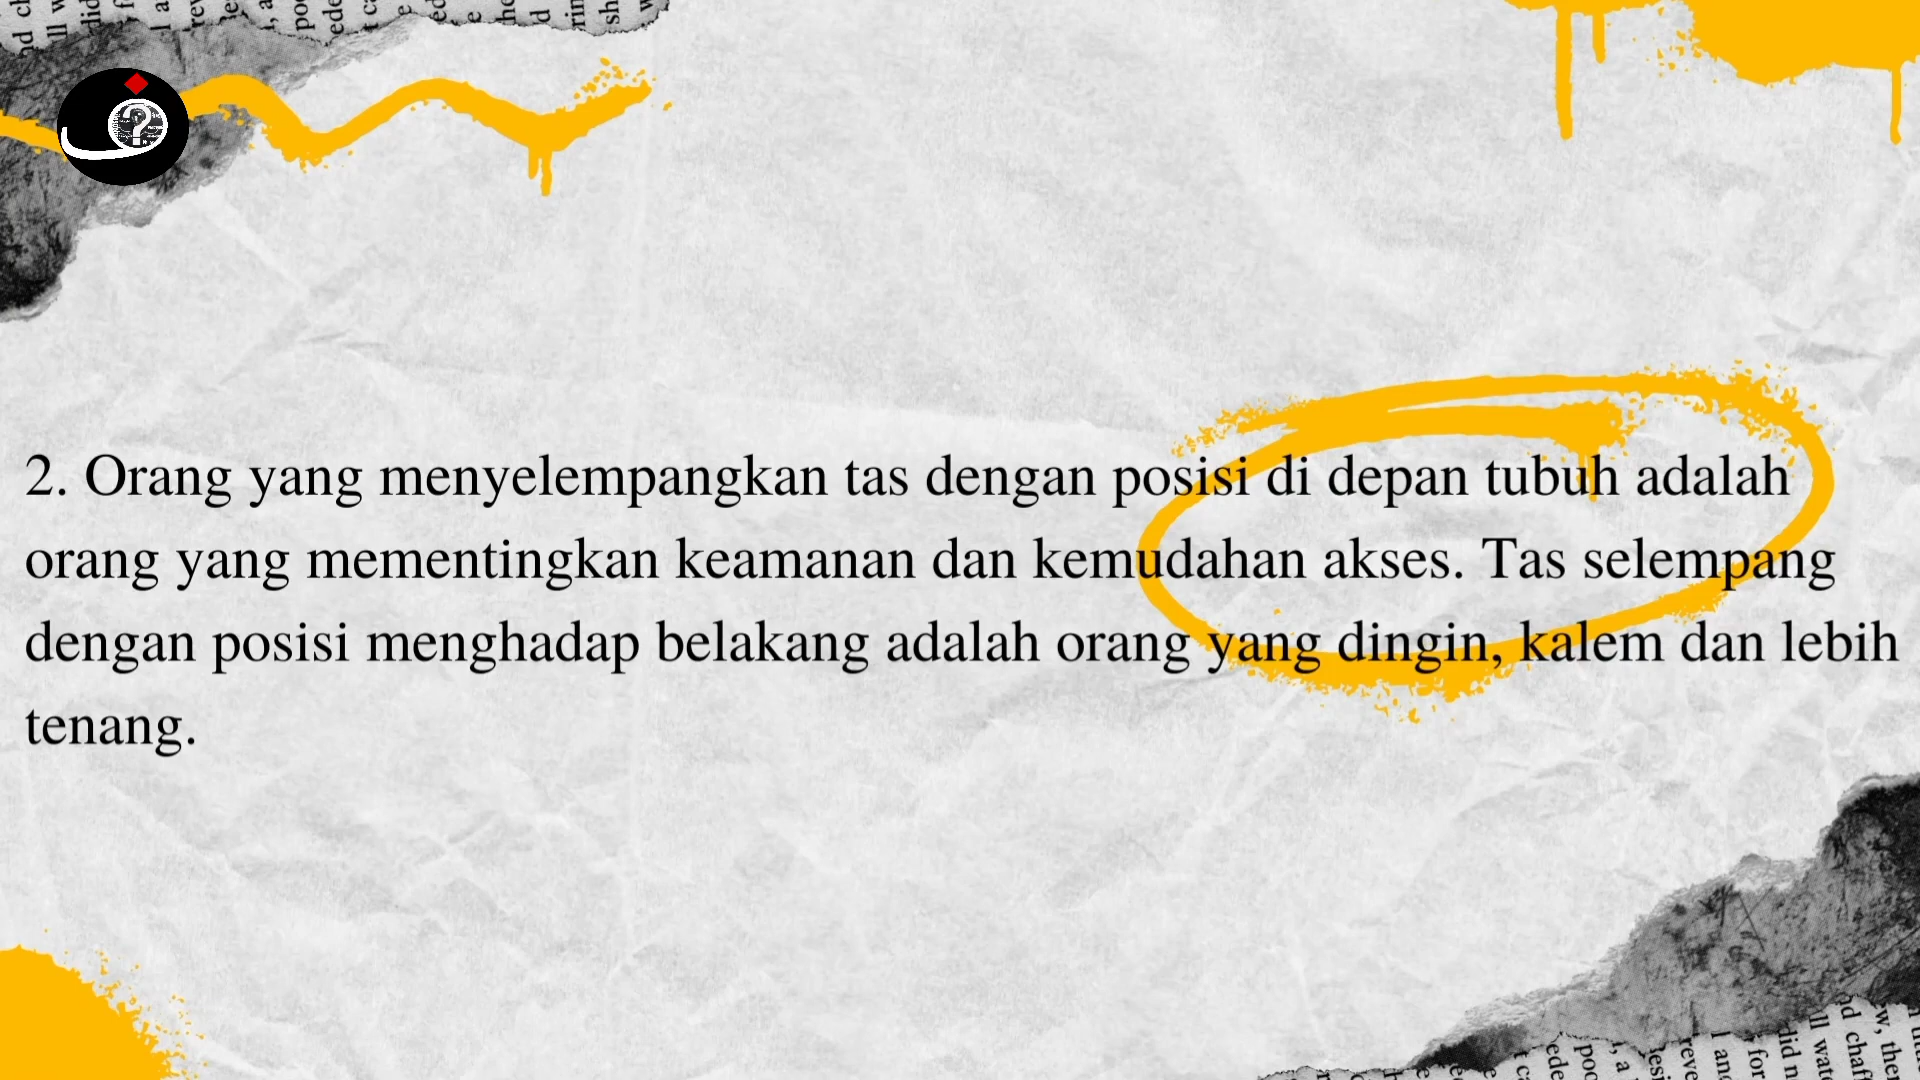 2. Orang yang menyelempangkan tas dengan posisi di depan tubuh adalah
orang yang mementingkan keamanan dan kemudahan akses. Tas selempang
dengan posisi menghadap belakang adalah orang yang dingin, kalem dan lebih
tenang.